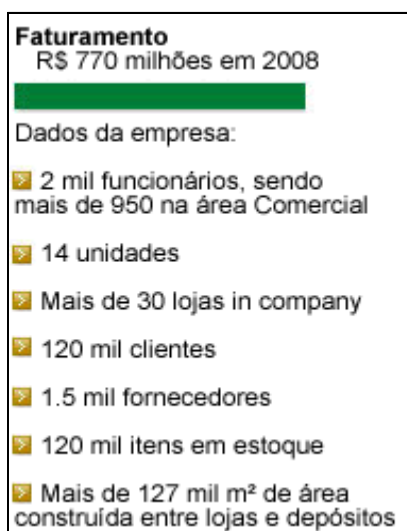 Faturamento
R$ 770 milhões em 2008
Dados da empresa:
2 mil funcionários, sendo
mais de 950 na área Comercial
14 unidades
Mais de 30 lojas in company
120 mil clientes
1.5 mil fornecedores
120 mil itens em estoque
Mais de 127 mil m² de área
construída entre lojas e depósitos